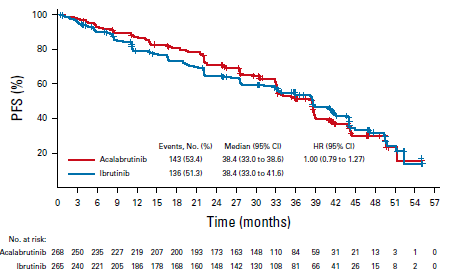 PFS (%)
100
80
60
40
20
Events, No. (%) Median (95% CI) HR (95% CI)
Acalabrutinib 143 (53.4) 38.4 (33.0 to 38.6) 1.00 (0.79 to 1.27)
Ibrutinib 136 (51.3) 38.4 (33.0 to 41.6)
0 3 6 9 12 15 18 21 24 27 30 33 36 39 42 45 48 51 54 57
Time (months)
No. at risk:
Acalabrutinib 268 250 235 227 219 207 200 193 173 163 148 110 84 59 31 21 13 3 1 0
Ibrutinib 265 240 221 205 186 178 168 160 148 142 130 108 81 66 41 26 15 8 2 0